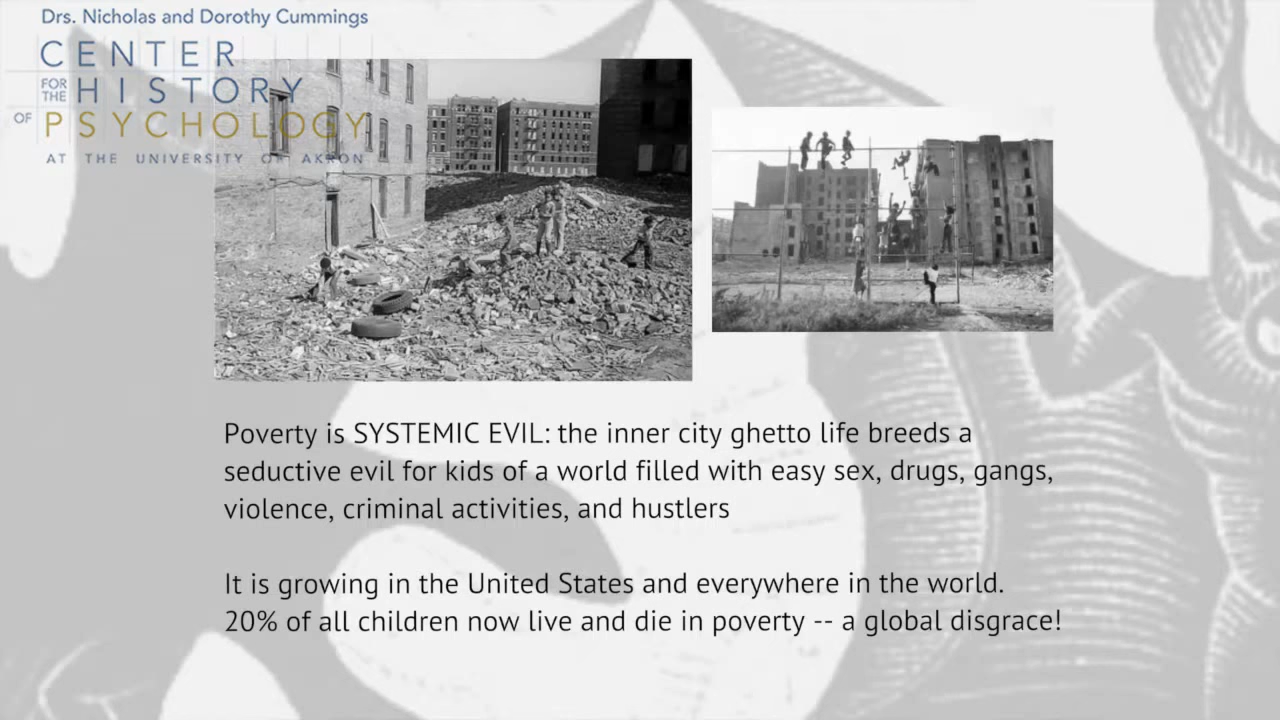 Drs. Nicholas and Dorothy Cummings
CENTER
FOR THE HISTORY
OF PSYCHOLOGY
AT THE UNIVERSITY OF AKRON
Poverty is SYSTEMIC EVIL: the inner city ghetto life breeds a
seductive evil for kids of a world filled with easy sex, drugs, gangs,
violence, criminal activities, and hustlers
It is growing in the United States and everywhere in the world.
20% of all children now live and die in poverty -- a global disgrace!